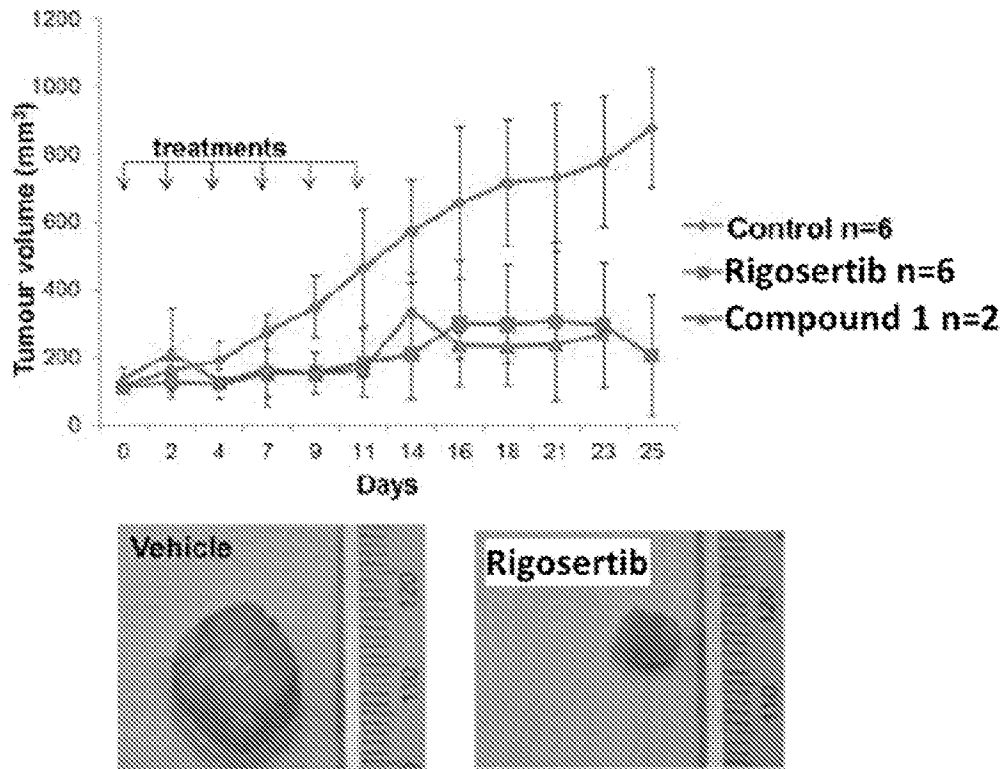 1200
1000
800
600
400
200
0
Tumour volume (mm³)
treatments
0 2 4 7 9 11 14 16 18 21 23 25
Days
Control n=6
Rigosertib n=6
Compound 1 n=2
Vehicle
Rigosertib